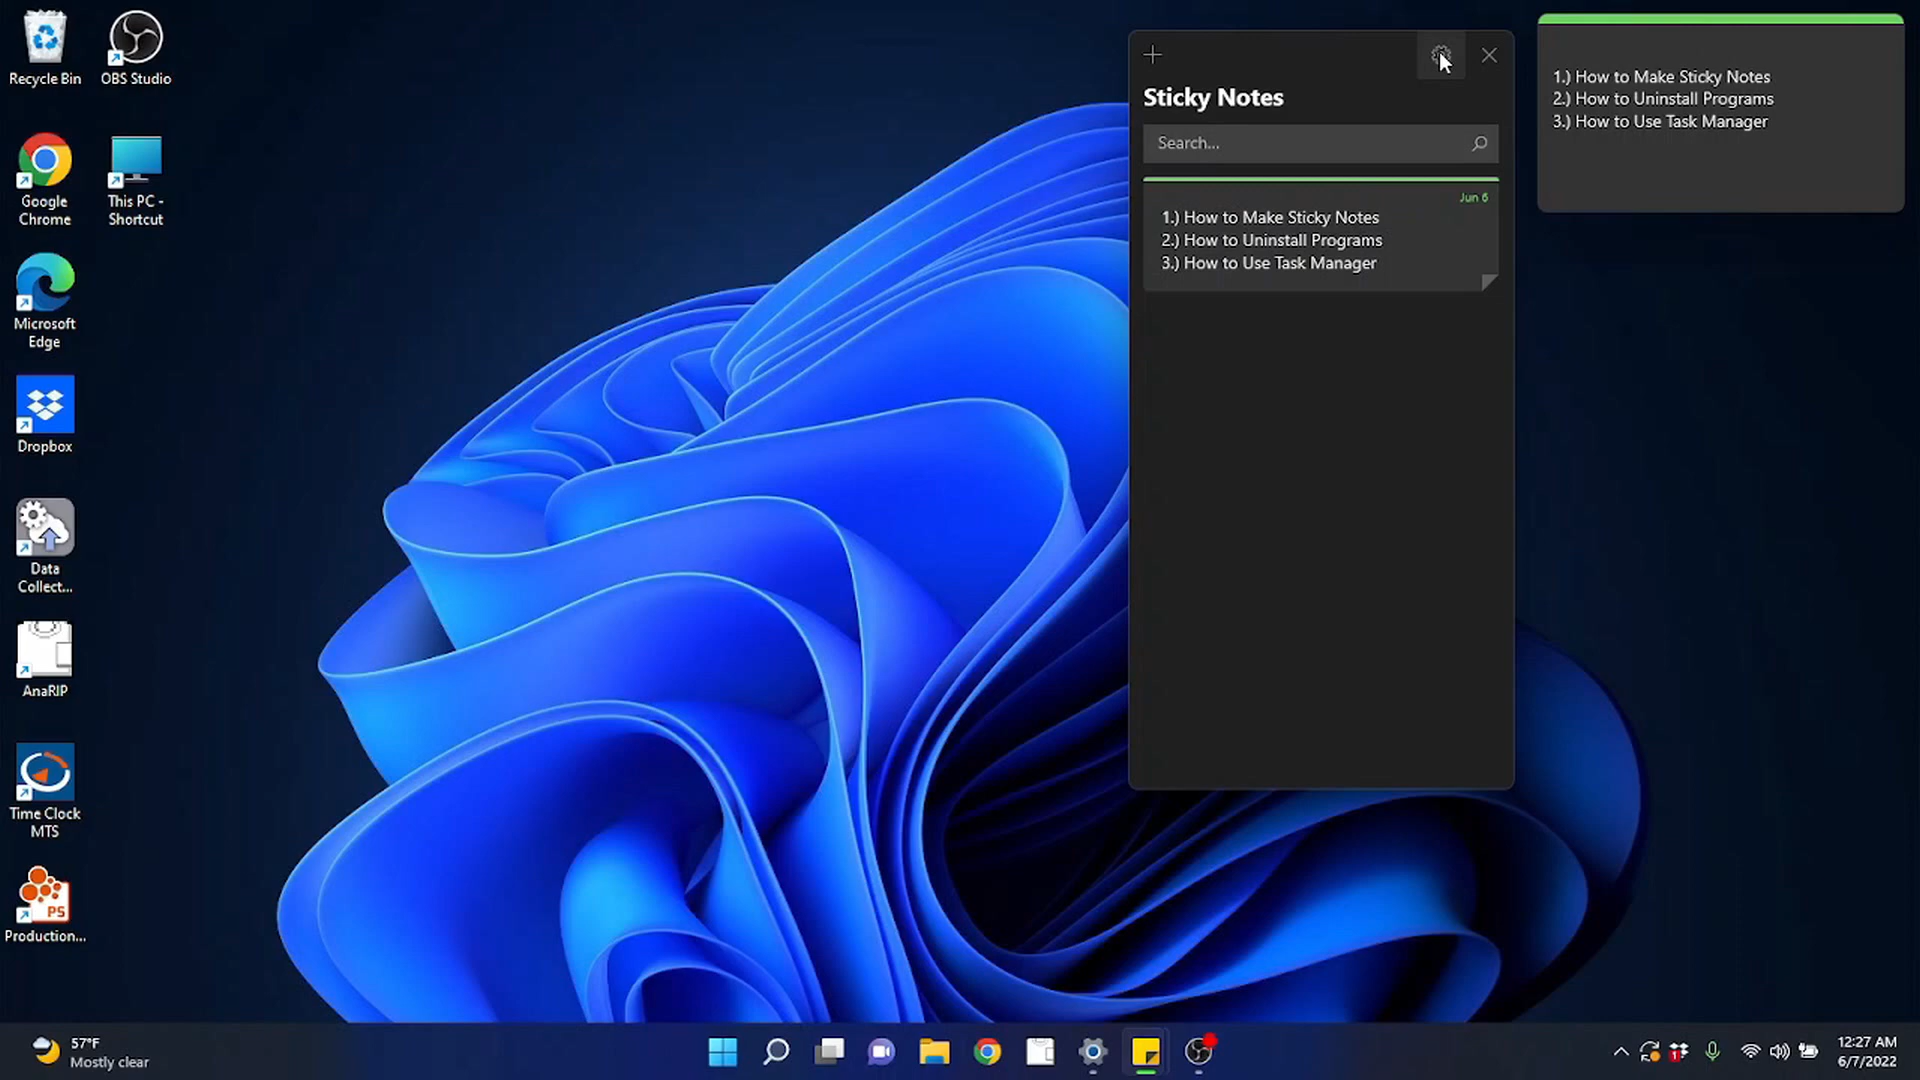 Recycle Bin
OBS Studio
Google
Chrome
This PC -
Shortcut
Microsoft
Edge
Dropbox
Data
Collect...
AnaRIP
Time Clock
MTS
PS
Production...
Sticky Notes
Search...
Jun 6
1.) How to Make Sticky Notes
2.) How to Uninstall Programs
3.) How to Use Task Manager
1.) How to Make Sticky Notes
2.) How to Uninstall Programs
3.) How to Use Task Manager
57°F
Mostly clear
1
12:27 AM
6/7/2022